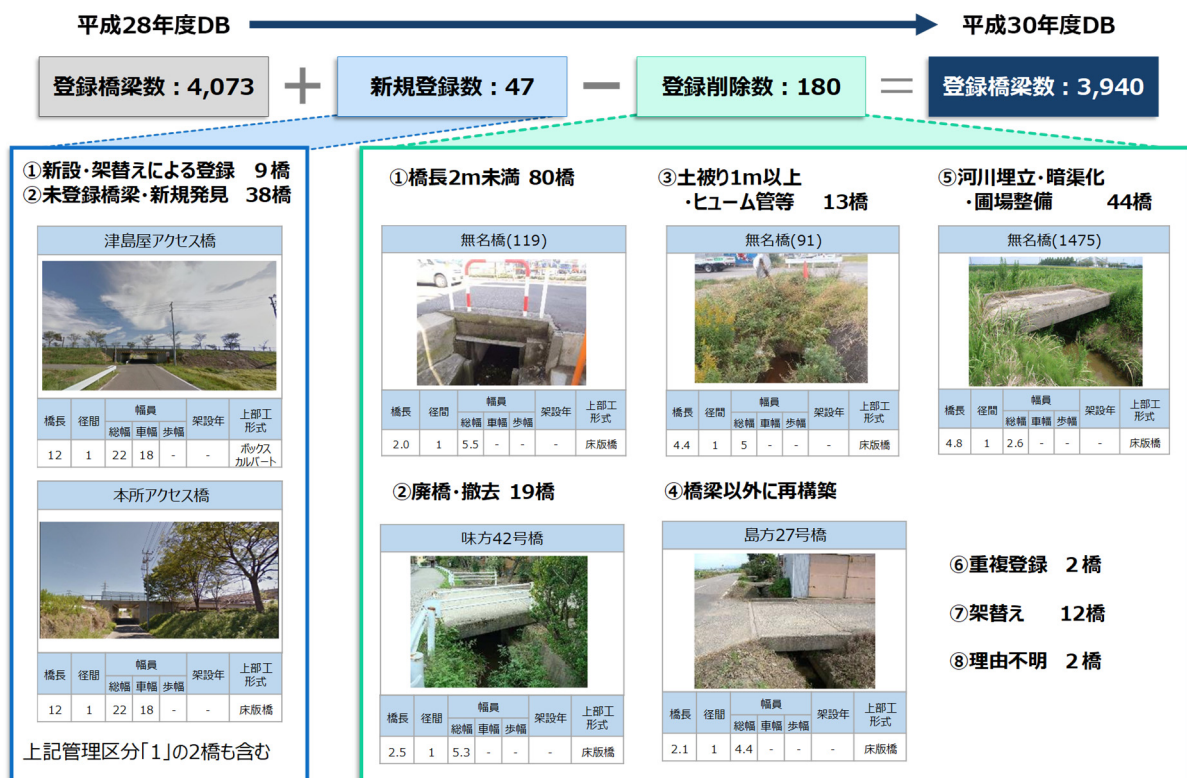 平成28年度DB
平成30年度DB
登録橋梁数：4,073
＋
新規登録数：47
－
登録削除数：180
＝
登録橋梁数：3,940
①新設・架替えによる登録　9橋
②未登録橋梁・新規発見　38橋
津島屋アクセス橋
橋長 径間 幅員 架設年 上部工形式
総幅 車幅 歩幅
12 1 22 18 - - ボックスカルバート
本所アクセス橋
橋長 径間 幅員 架設年 上部工形式
総幅 車幅 歩幅
12 1 22 18 - - 床版橋
上記管理区分「1」の2橋も含む
①橋長2m未満 80橋
無名橋(119)
橋長 径間 幅員 架設年 上部工形式
総幅 車幅 歩幅
2.0 1 5.5 - - - 床版橋
②廃橋・撤去 19橋
味方42号橋
橋長 径間 幅員 架設年 上部工形式
総幅 車幅 歩幅
2.5 1 5.3 - - - 床版橋
③土被り1m以上
・ヒューム管等　13橋
無名橋(91)
橋長 径間 幅員 架設年 上部工形式
総幅 車幅 歩幅
4.4 1 5 - - - 床版橋
④橋梁以外に再構築
島方27号橋
橋長 径間 幅員 架設年 上部工形式
総幅 車幅 歩幅
2.1 1 4.4 - - - 床版橋
⑤河川埋立・暗渠化
・圃場整備　44橋
無名橋(1475)
橋長 径間 幅員 架設年 上部工形式
総幅 車幅 歩幅
4.8 1 2.6 - - - 床版橋
⑥重複登録　2橋
⑦架替え　12橋
⑧理由不明　2橋